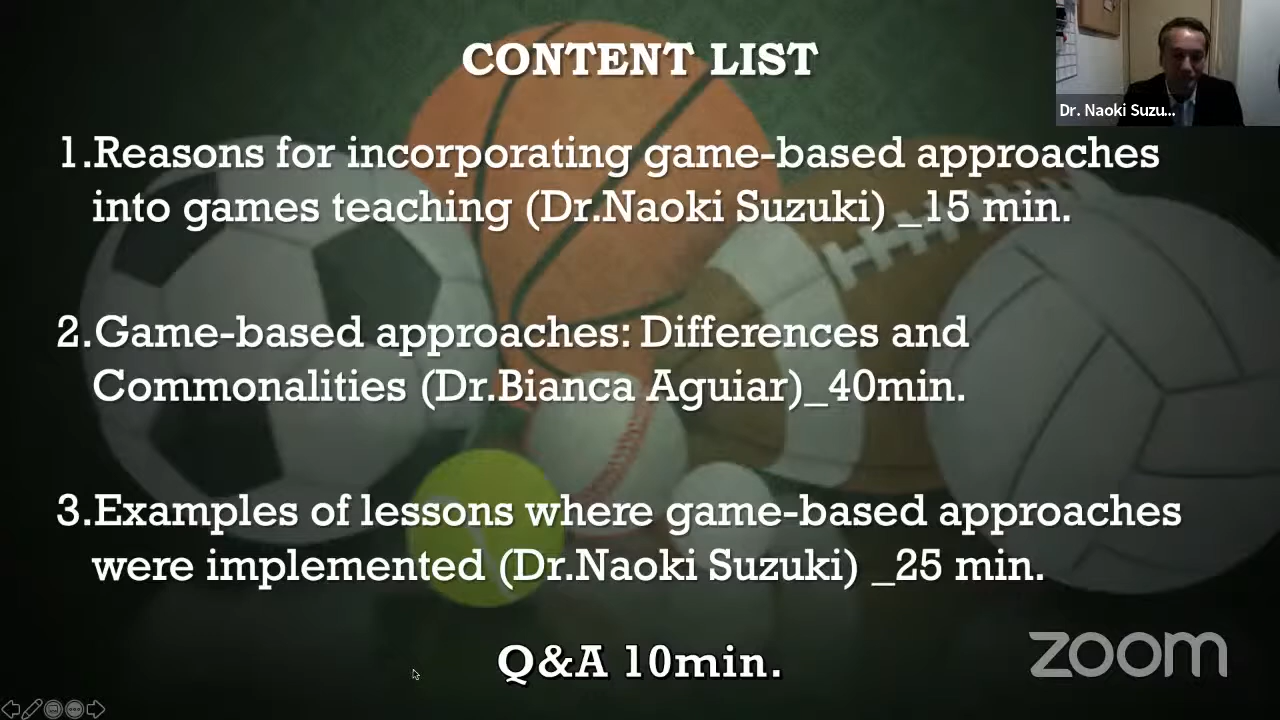 CONTENT LIST
Dr. Naoki Suzu...
1.Reasons for incorporating game-based approaches
into games teaching (Dr.Naoki Suzuki) _15 min.
2.Game-based approaches: Differences and
Commonalities (Dr.Bianca Aguiar)_40min.
3.Examples of lessons where game-based approaches
were implemented (Dr.Naoki Suzuki) _25 min.
Q&A 10min.
zoom